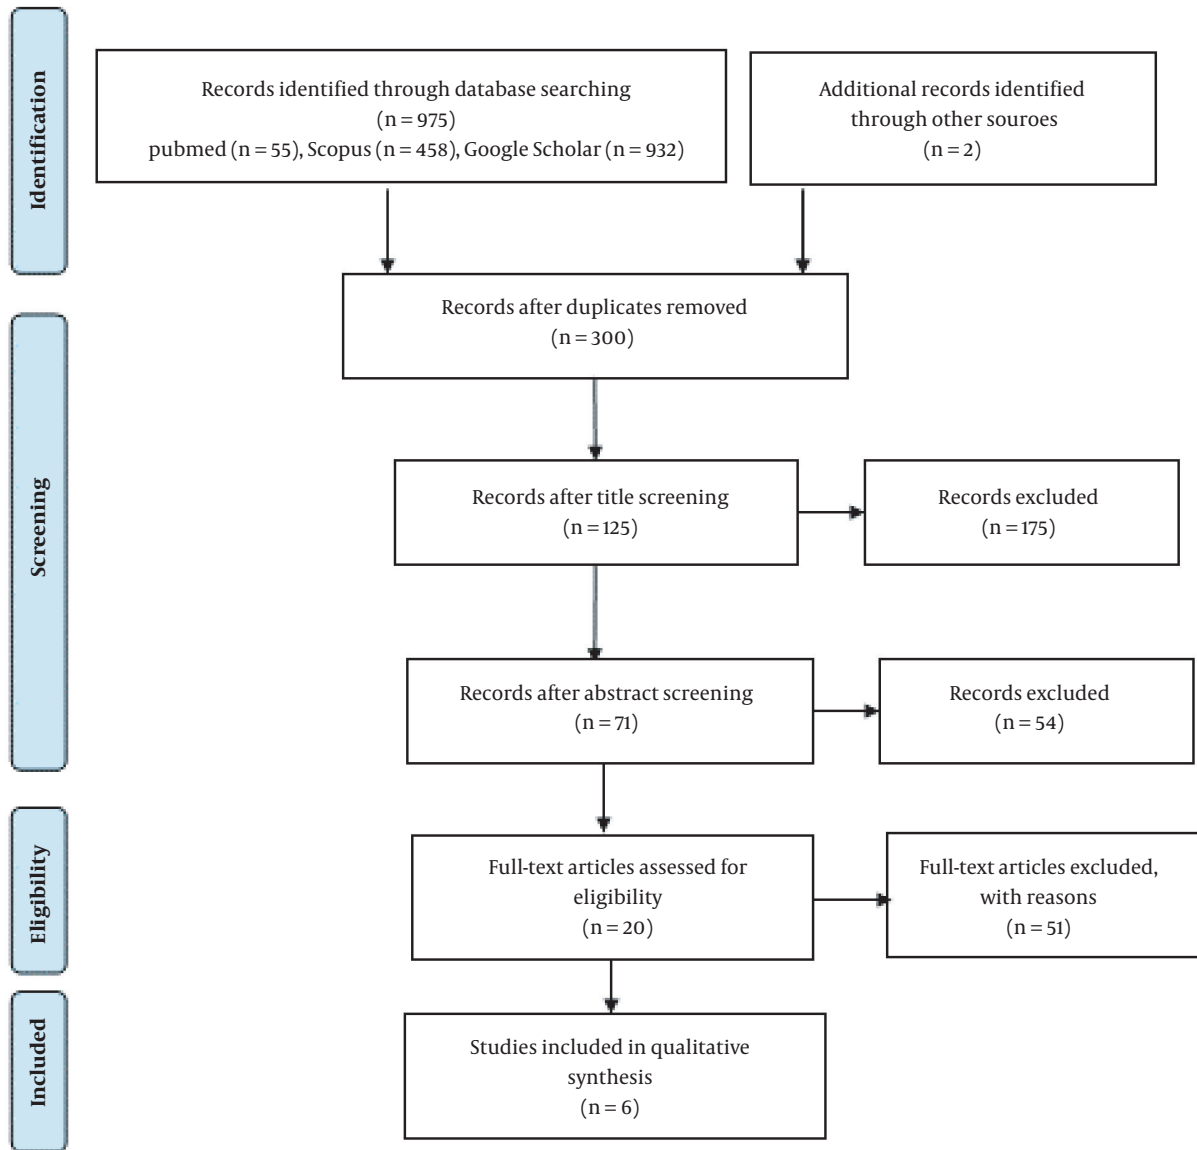 Identification
Records identified through database searching
(n = 975)
pubmed (n = 55), Scopus (n = 458), Google Scholar (n = 932)
Additional records identified
through other souroes
(n = 2)
Records after duplicates removed
(n = 300)
Screening
Records after title screening
(n = 125)
Records excluded
(n = 175)
Records after abstract screening
(n = 71)
Records excluded
(n = 54)
Eligibility
Full-text articles assessed for
eligibility
(n = 20)
Full-text articles excluded,
with reasons
(n = 51)
Included
Studies included in qualitative
synthesis
(n = 6)